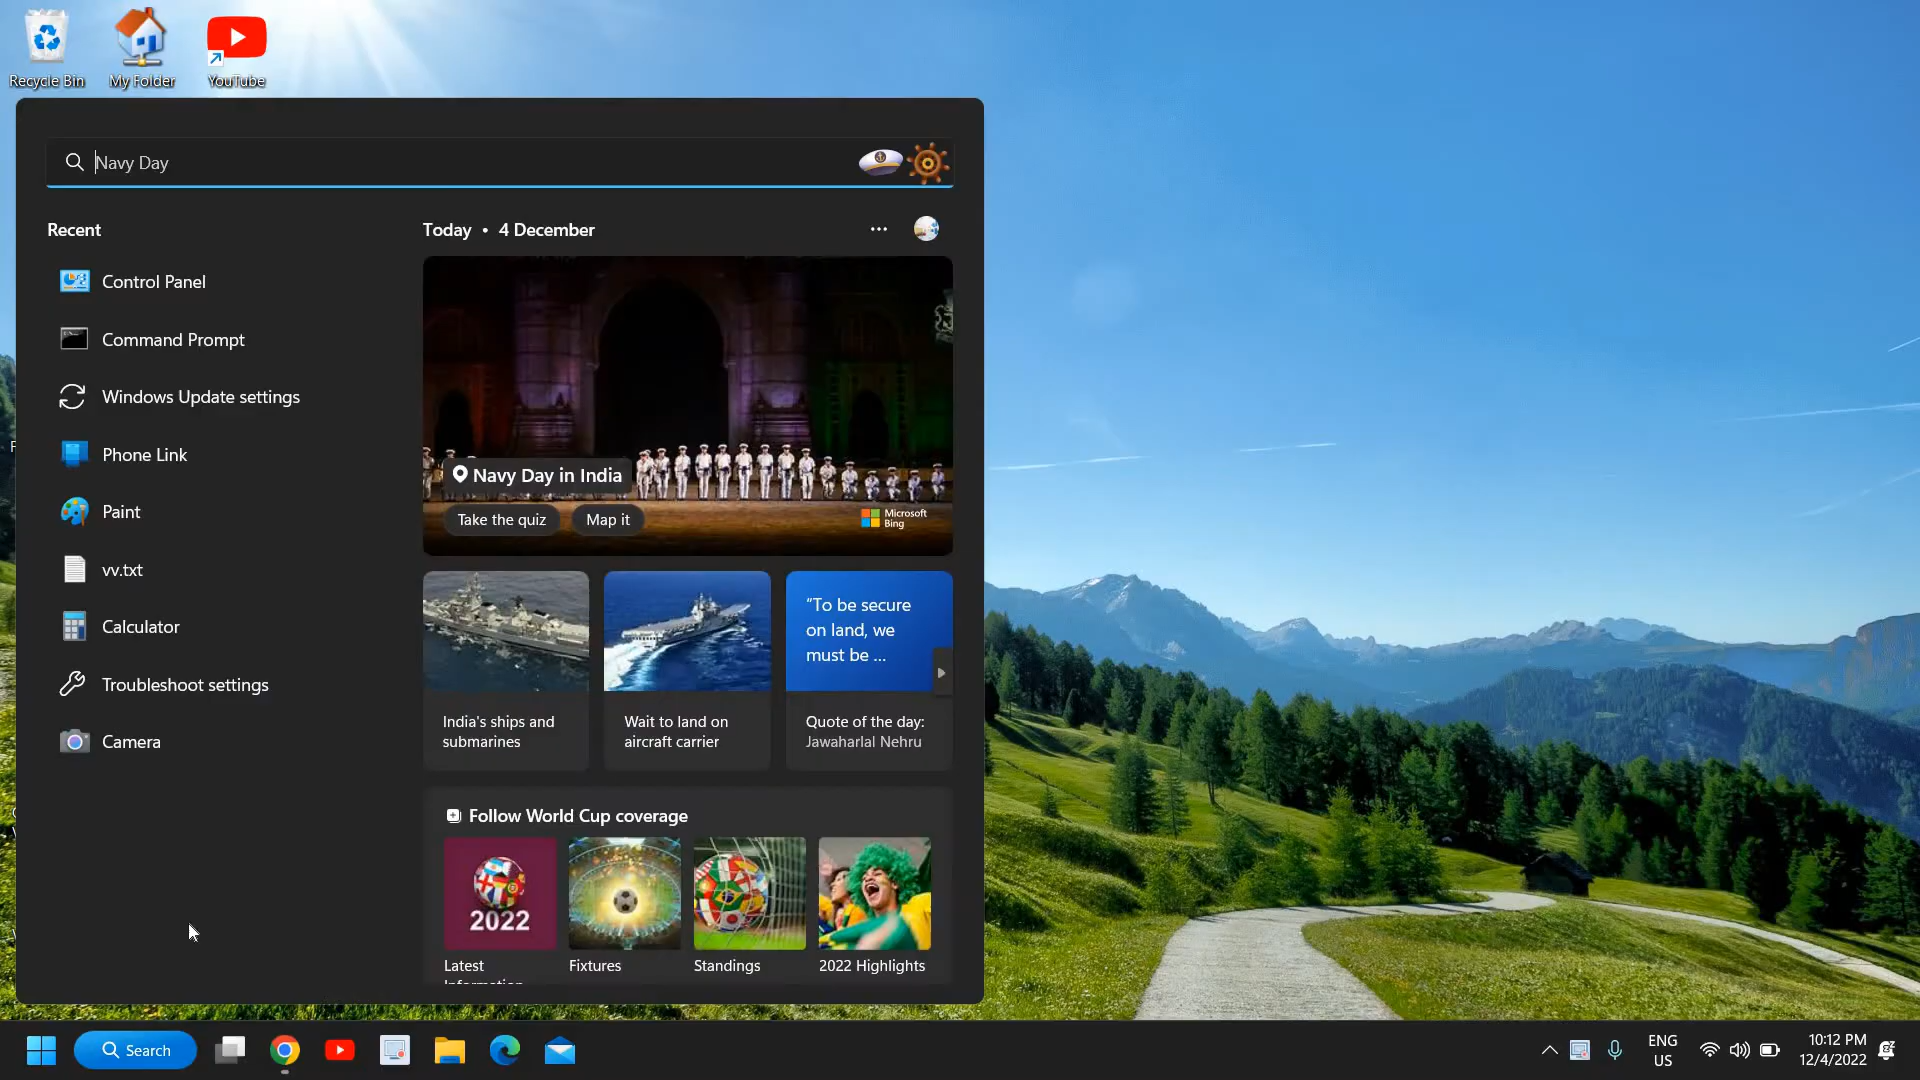 Recycle Bin
My Folder
YouTube
Navy Day
Recent
Control Panel
Command Prompt
Windows Update settings
Phone Link
Paint
vv.txt
Calculator
Troubleshoot settings
Camera
Today • 4 December
Navy Day in India
Take the quiz
Map it
Microsoft
Bing
India's ships and
submarines
Wait to land on
aircraft carrier
“To be secure
on land, we
must be ...
Quote of the day:
Jawaharlal Nehru
Follow World Cup coverage
2022
Latest
Information
Fixtures
Standings
2022 Highlights
Search
ENG
US
10:12 PM
12/4/2022